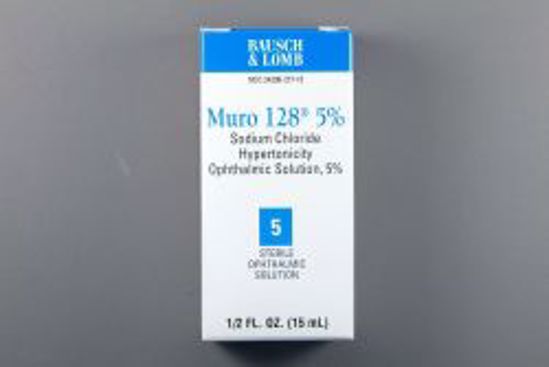 BAUSCH
& LOMB
Muro 128® 5%
Sodium Chloride
Hypertonicity
Ophthalmic Solution, 5%
5
STERILE
OPHTHALMIC
SOLUTION
1/2 FL. OZ. (15 mL)